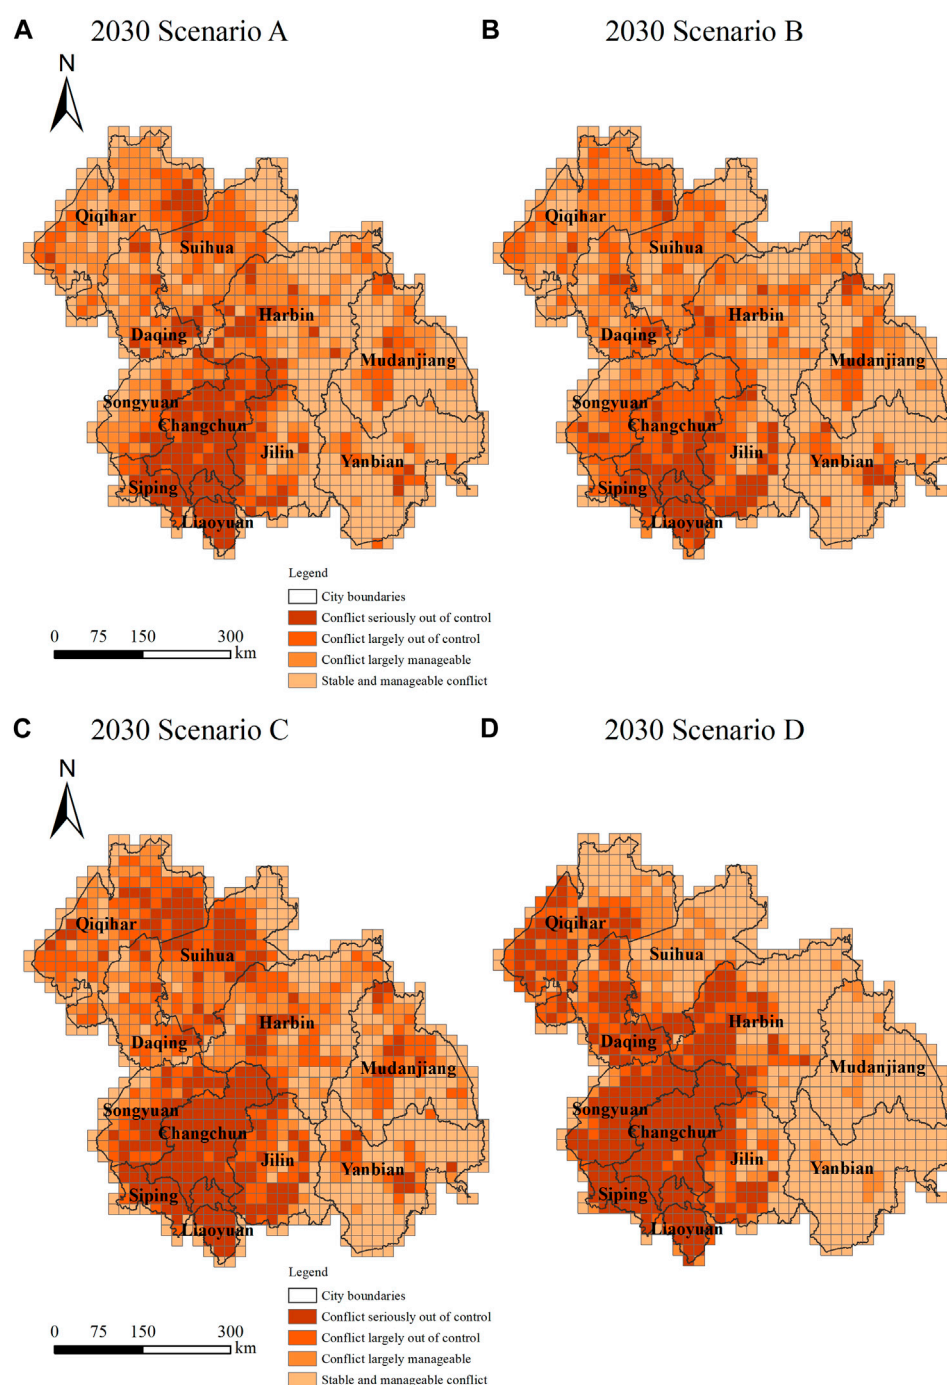 A 2030 Scenario A
B 2030 Scenario B
N
Qiqihar
Suihua
Harbin
Daqing
Mudanjiang
Songyuan
Changchun
Jilin
Yanbian
Siping
Liaoyuan
Qiqihar
Suihua
Harbin
Daqing
Mudanjiang
Songyuan
Changchun
Jilin
Yanbian
Siping
Liaoyuan
Legend
City boundaries
Conflict seriously out of control
Conflict largely out of control
Conflict largely manageable
Stable and manageable conflict
0 75 150 300
km
C 2030 Scenario C
D 2030 Scenario D
N
Qiqihar
Suihua
Harbin
Daqing
Mudanjiang
Songyuan
Changchun
Jilin
Yanbian
Siping
Liaoyuan
Qiqihar
Suihua
Harbin
Daqing
Mudanjiang
Songyuan
Changchun
Jilin
Yanbian
Siping
Liaoyuan
Legend
City boundaries
Conflict seriously out of control
Conflict largely out of control
Conflict largely manageable
Stable and manageable conflict
0 75 150 300
km